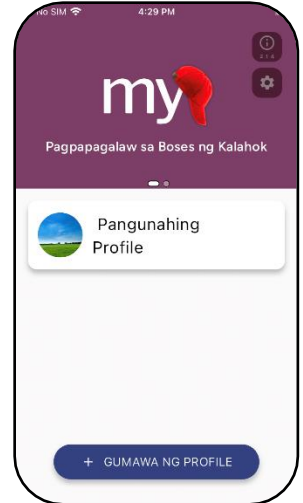 No SIM 4:29 PM
my
Pagpapagalaw sa Boses ng Kalahok
Pangunahing
Profile
+ GUMAWA NG PROFILE